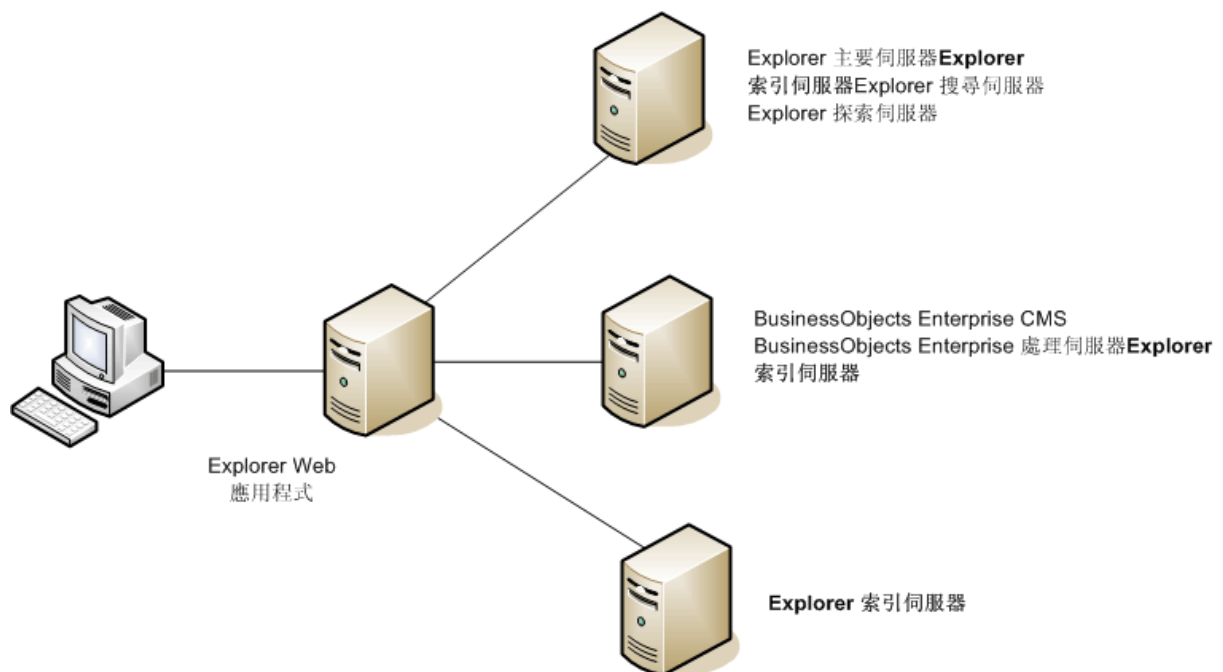 Explorer 主要伺服器Explorer
索引伺服器Explorer 搜尋伺服器
Explorer 探索伺服器
BusinessObjects Enterprise CMS
BusinessObjects Enterprise 處理伺服器Explorer
索引伺服器
Explorer Web
應用程式
Explorer 索引伺服器